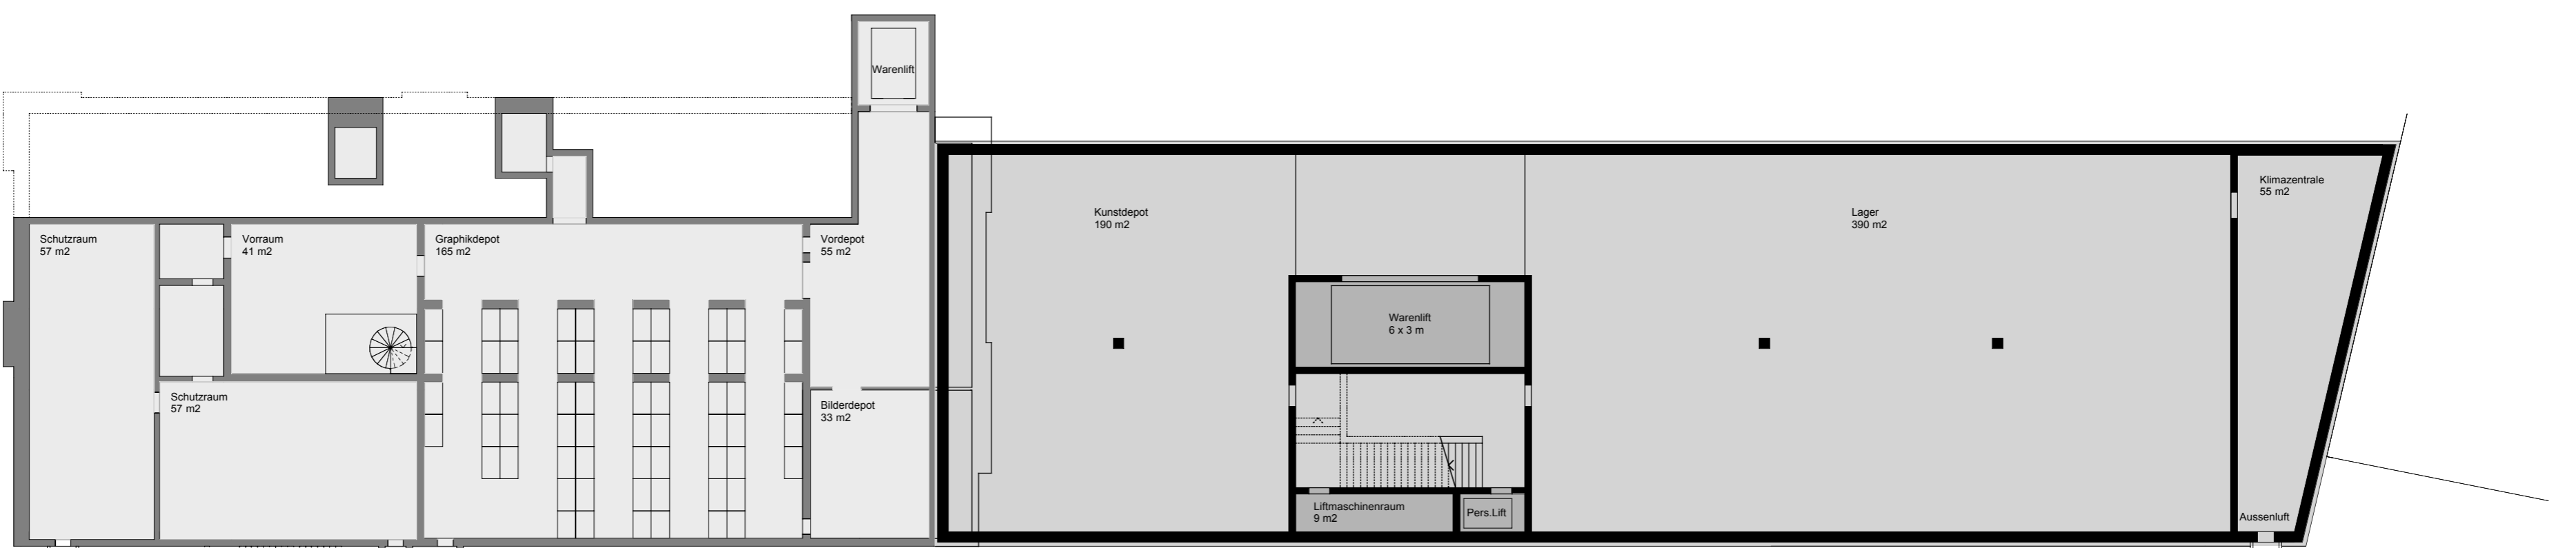 Warenlift
Schutzraum
57 m2
Vorraum
41 m2
Graphikdepot
165 m2
Vordepot
55 m2
Kunstdepot
190 m2
Lager
390 m2
Klimazentrale
55 m2
Warenlift
6 x 3 m
Schutzraum
57 m2
Bilderdepot
33 m2
Liftmaschinenraum
9 m2
Pers.Lift
Aussenluft